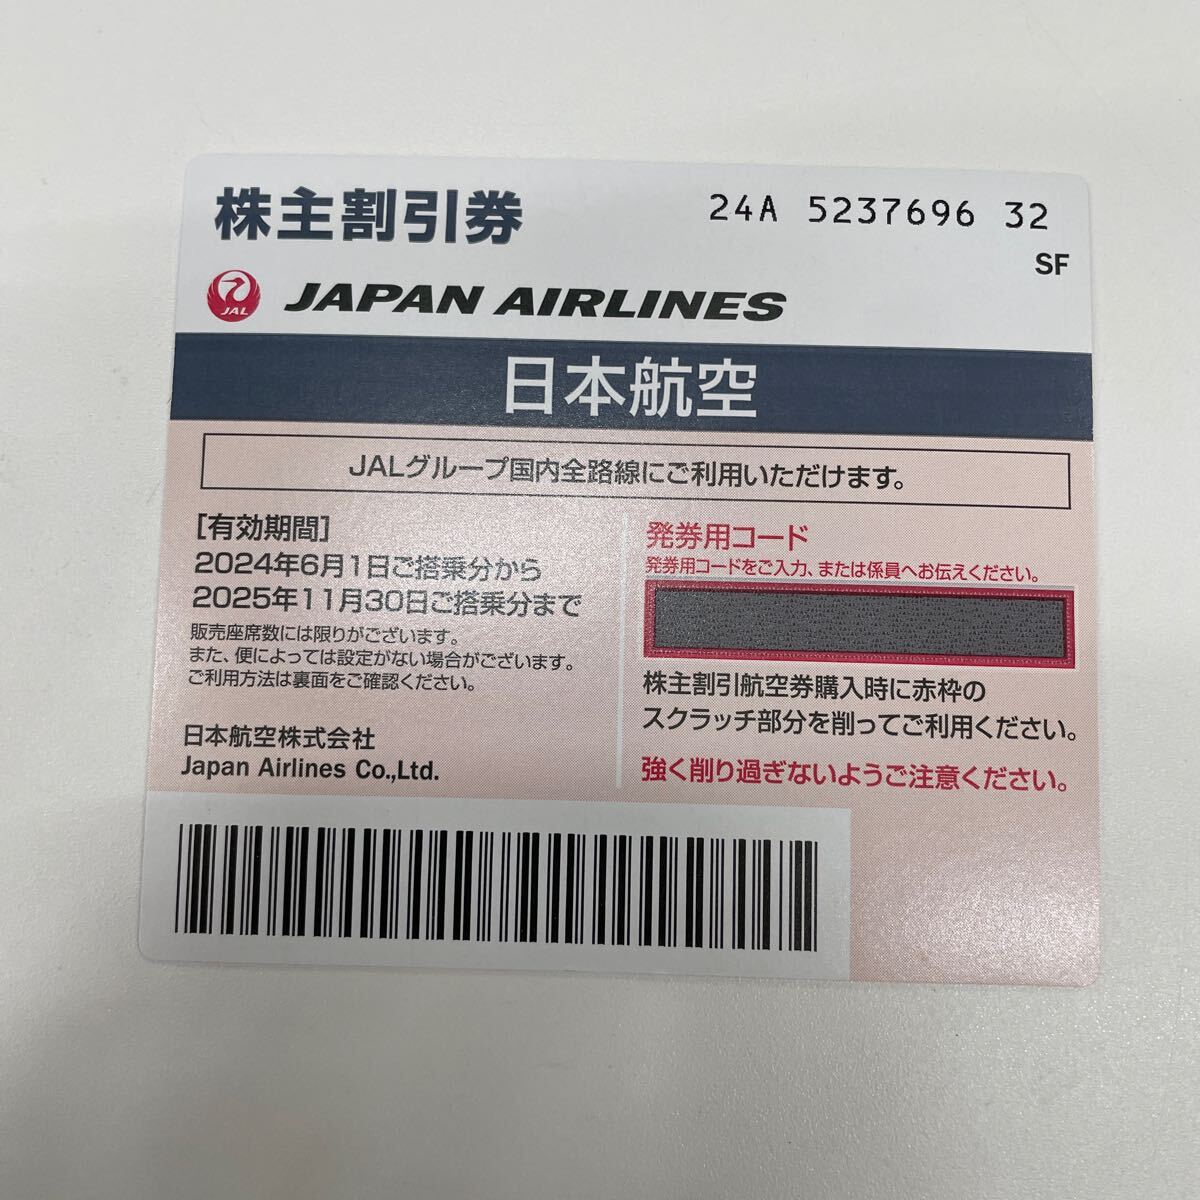 株主割引券
24A 5237696 32
SF
JAL
JAPAN AIRLINES
日本航空
JALグループ国内全路線にご利用いただけます。
[有効期間]
2024年6月1日ご搭乗分から
2025年11月30日ご搭乗分まで
販売座席数には限りがございます。
また、便によっては設定がない場合がございます。
ご利用方法は裏面をご確認ください。
日本航空株式会社
Japan Airlines Co.,Ltd.
発券用コード
発券用コードをご入力、または係員へお伝えください。
株主割引航空券購入時に赤枠の
スクラッチ部分を削ってご利用ください。
強く削り過ぎないようご注意ください。